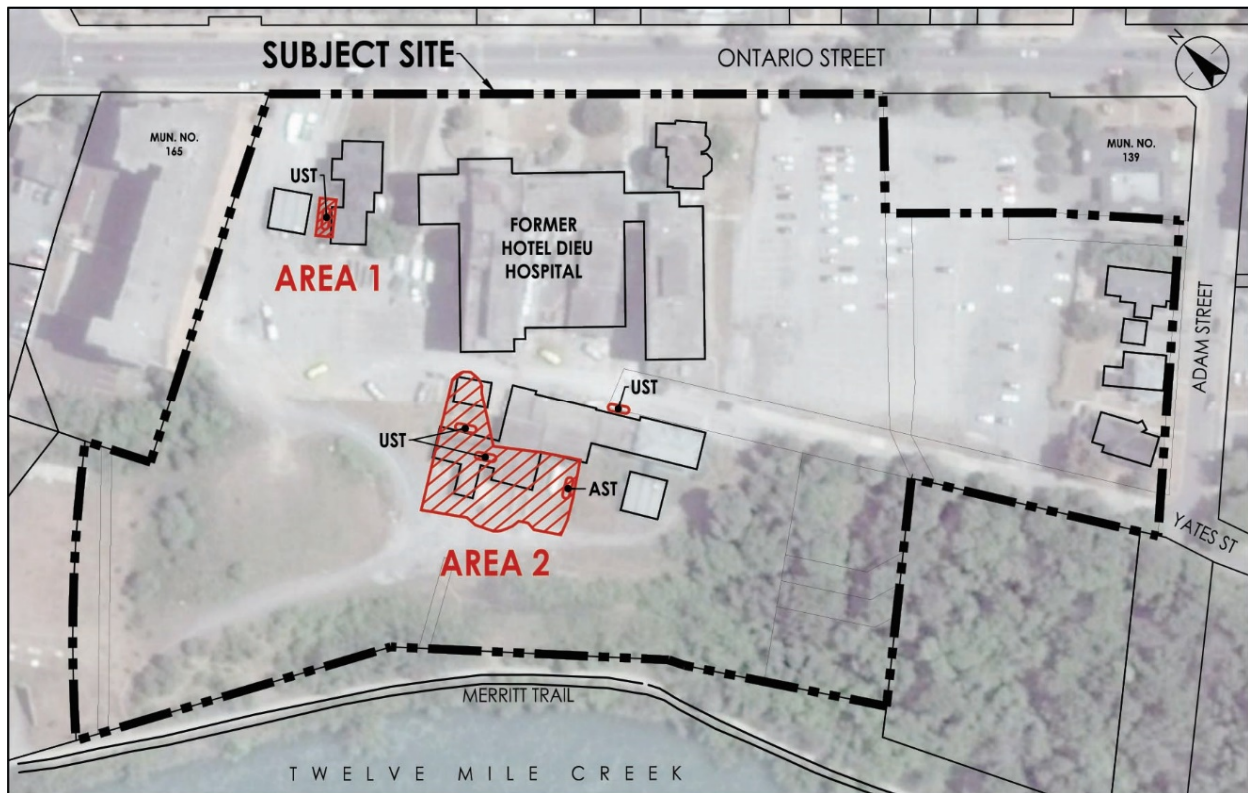 SUBJECT SITE
ONTARIO STREET
N
MUN. NO.
165
MUN. NO.
139
UST
AREA 1
FORMER
HOTEL DIEU
HOSPITAL
ADAM STREET
UST
UST
AST
AREA 2
YATES ST
MERRITT TRAIL
TWELVE MILE CREEK